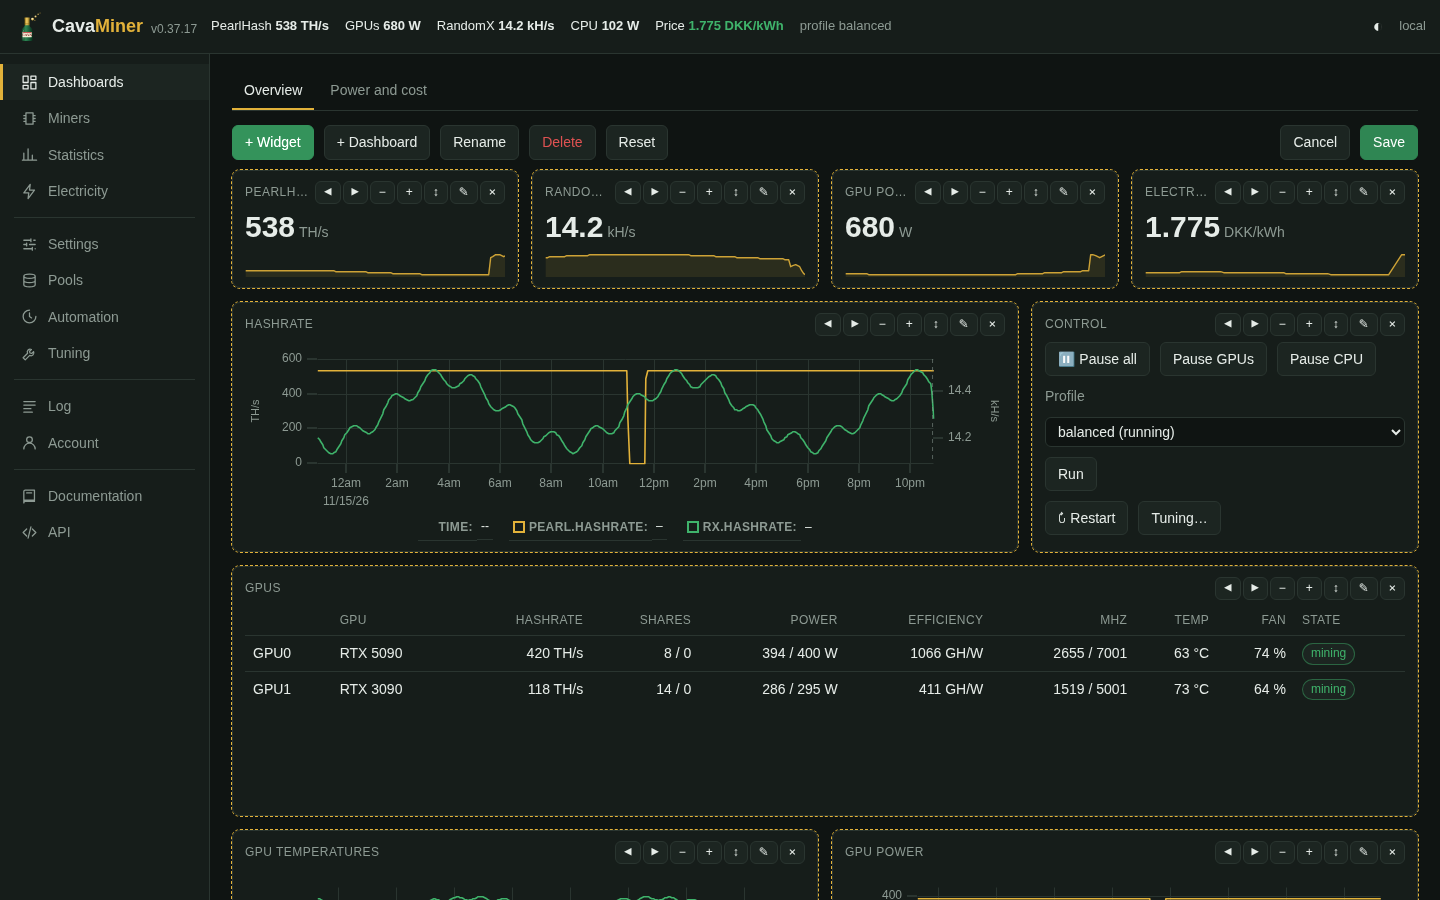 CavaMiner v0.37.17 PearlHash 538 TH/s GPUs 680 W RandomX 14.2 kH/s CPU 102 W Price 1.775 DKK/kWh profile balanced local
Dashboards
Miners
Statistics
Electricity
Settings
Pools
Automation
Tuning
Log
Account
Documentation
API
Overview Power and cost
+ Widget + Dashboard Rename Delete Reset Cancel Save
PEARLH... ◄ ► − + ↕ ✎ ×
538 TH/s
RANDO... ◄ ► − + ↕ ✎ ×
14.2 kH/s
GPU PO... ◄ ► − + ↕ ✎ ×
680 W
ELECTR... ◄ ► − + ↕ ✎ ×
1.775 DKK/kWh
HASHRATE ◄ ► − + ↕ ✎ ×
TH/s
600
400
200
0
14.4
14.2
kH/s
12am 2am 4am 6am 8am 10am 12pm 2pm 4pm 6pm 8pm 10pm
11/15/26
TIME: -- PEARL.HASHRATE: – RX.HASHRATE: –
CONTROL ◄ ► − + ↕ ✎ ×
⏸ Pause all Pause GPUs Pause CPU
Profile
balanced (running)
Run
↻ Restart Tuning…
GPUS ◄ ► − + ↕ ✎ ×
GPU HASHRATE SHARES POWER EFFICIENCY MHZ TEMP FAN STATE
GPU0 RTX 5090 420 TH/s 8 / 0 394 / 400 W 1066 GH/W 2655 / 7001 63 °C 74 % mining
GPU1 RTX 3090 118 TH/s 14 / 0 286 / 295 W 411 GH/W 1519 / 5001 73 °C 64 % mining
GPU TEMPERATURES ◄ ► − + ↕ ✎ ×
GPU POWER ◄ ► − + ↕ ✎ ×
400